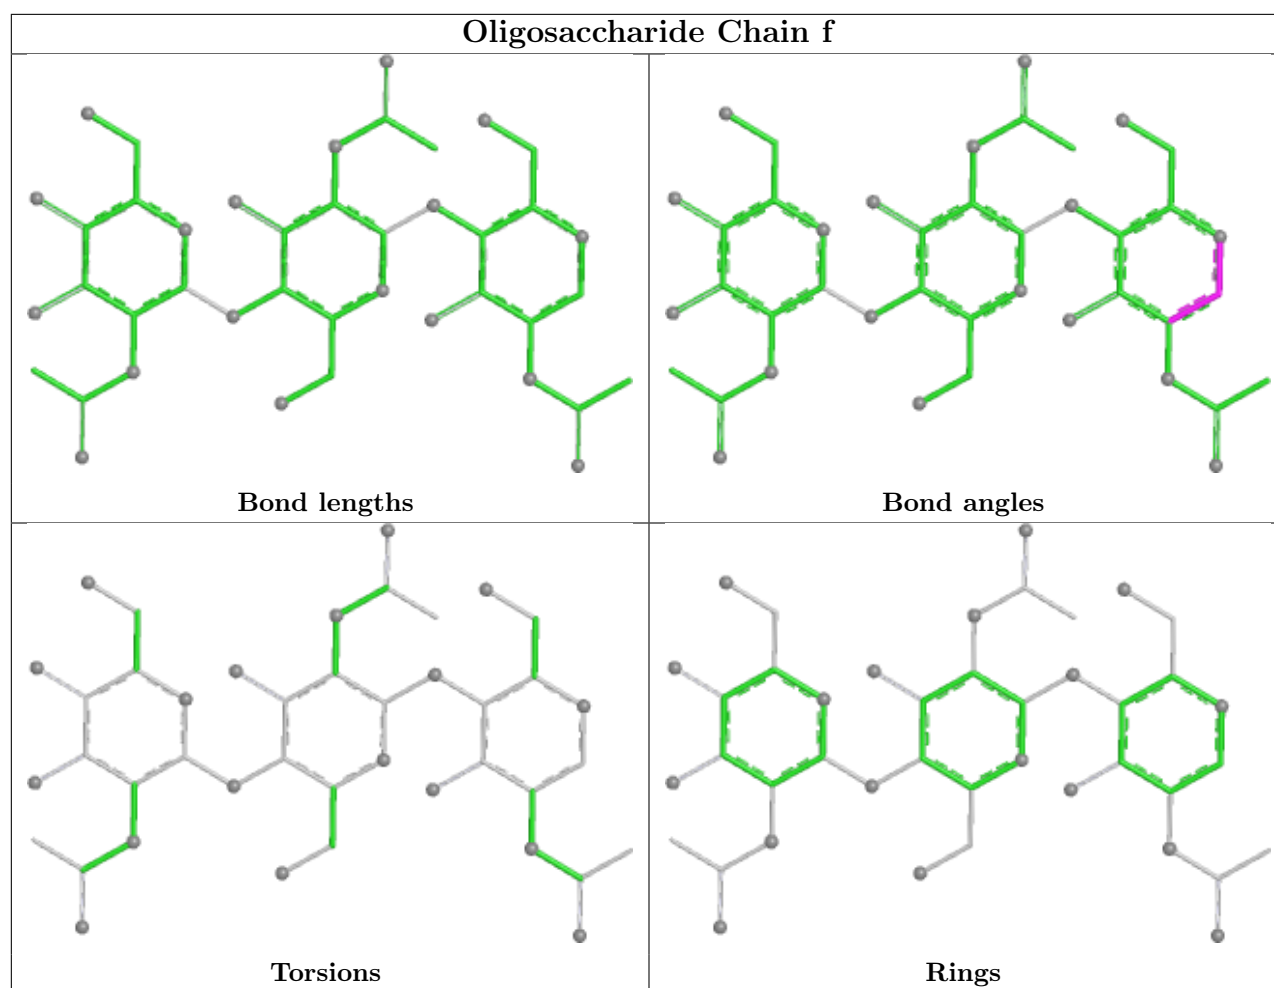 Oligosaccharide Chain f
Bond lengths
Bond angles
Torsions
Rings